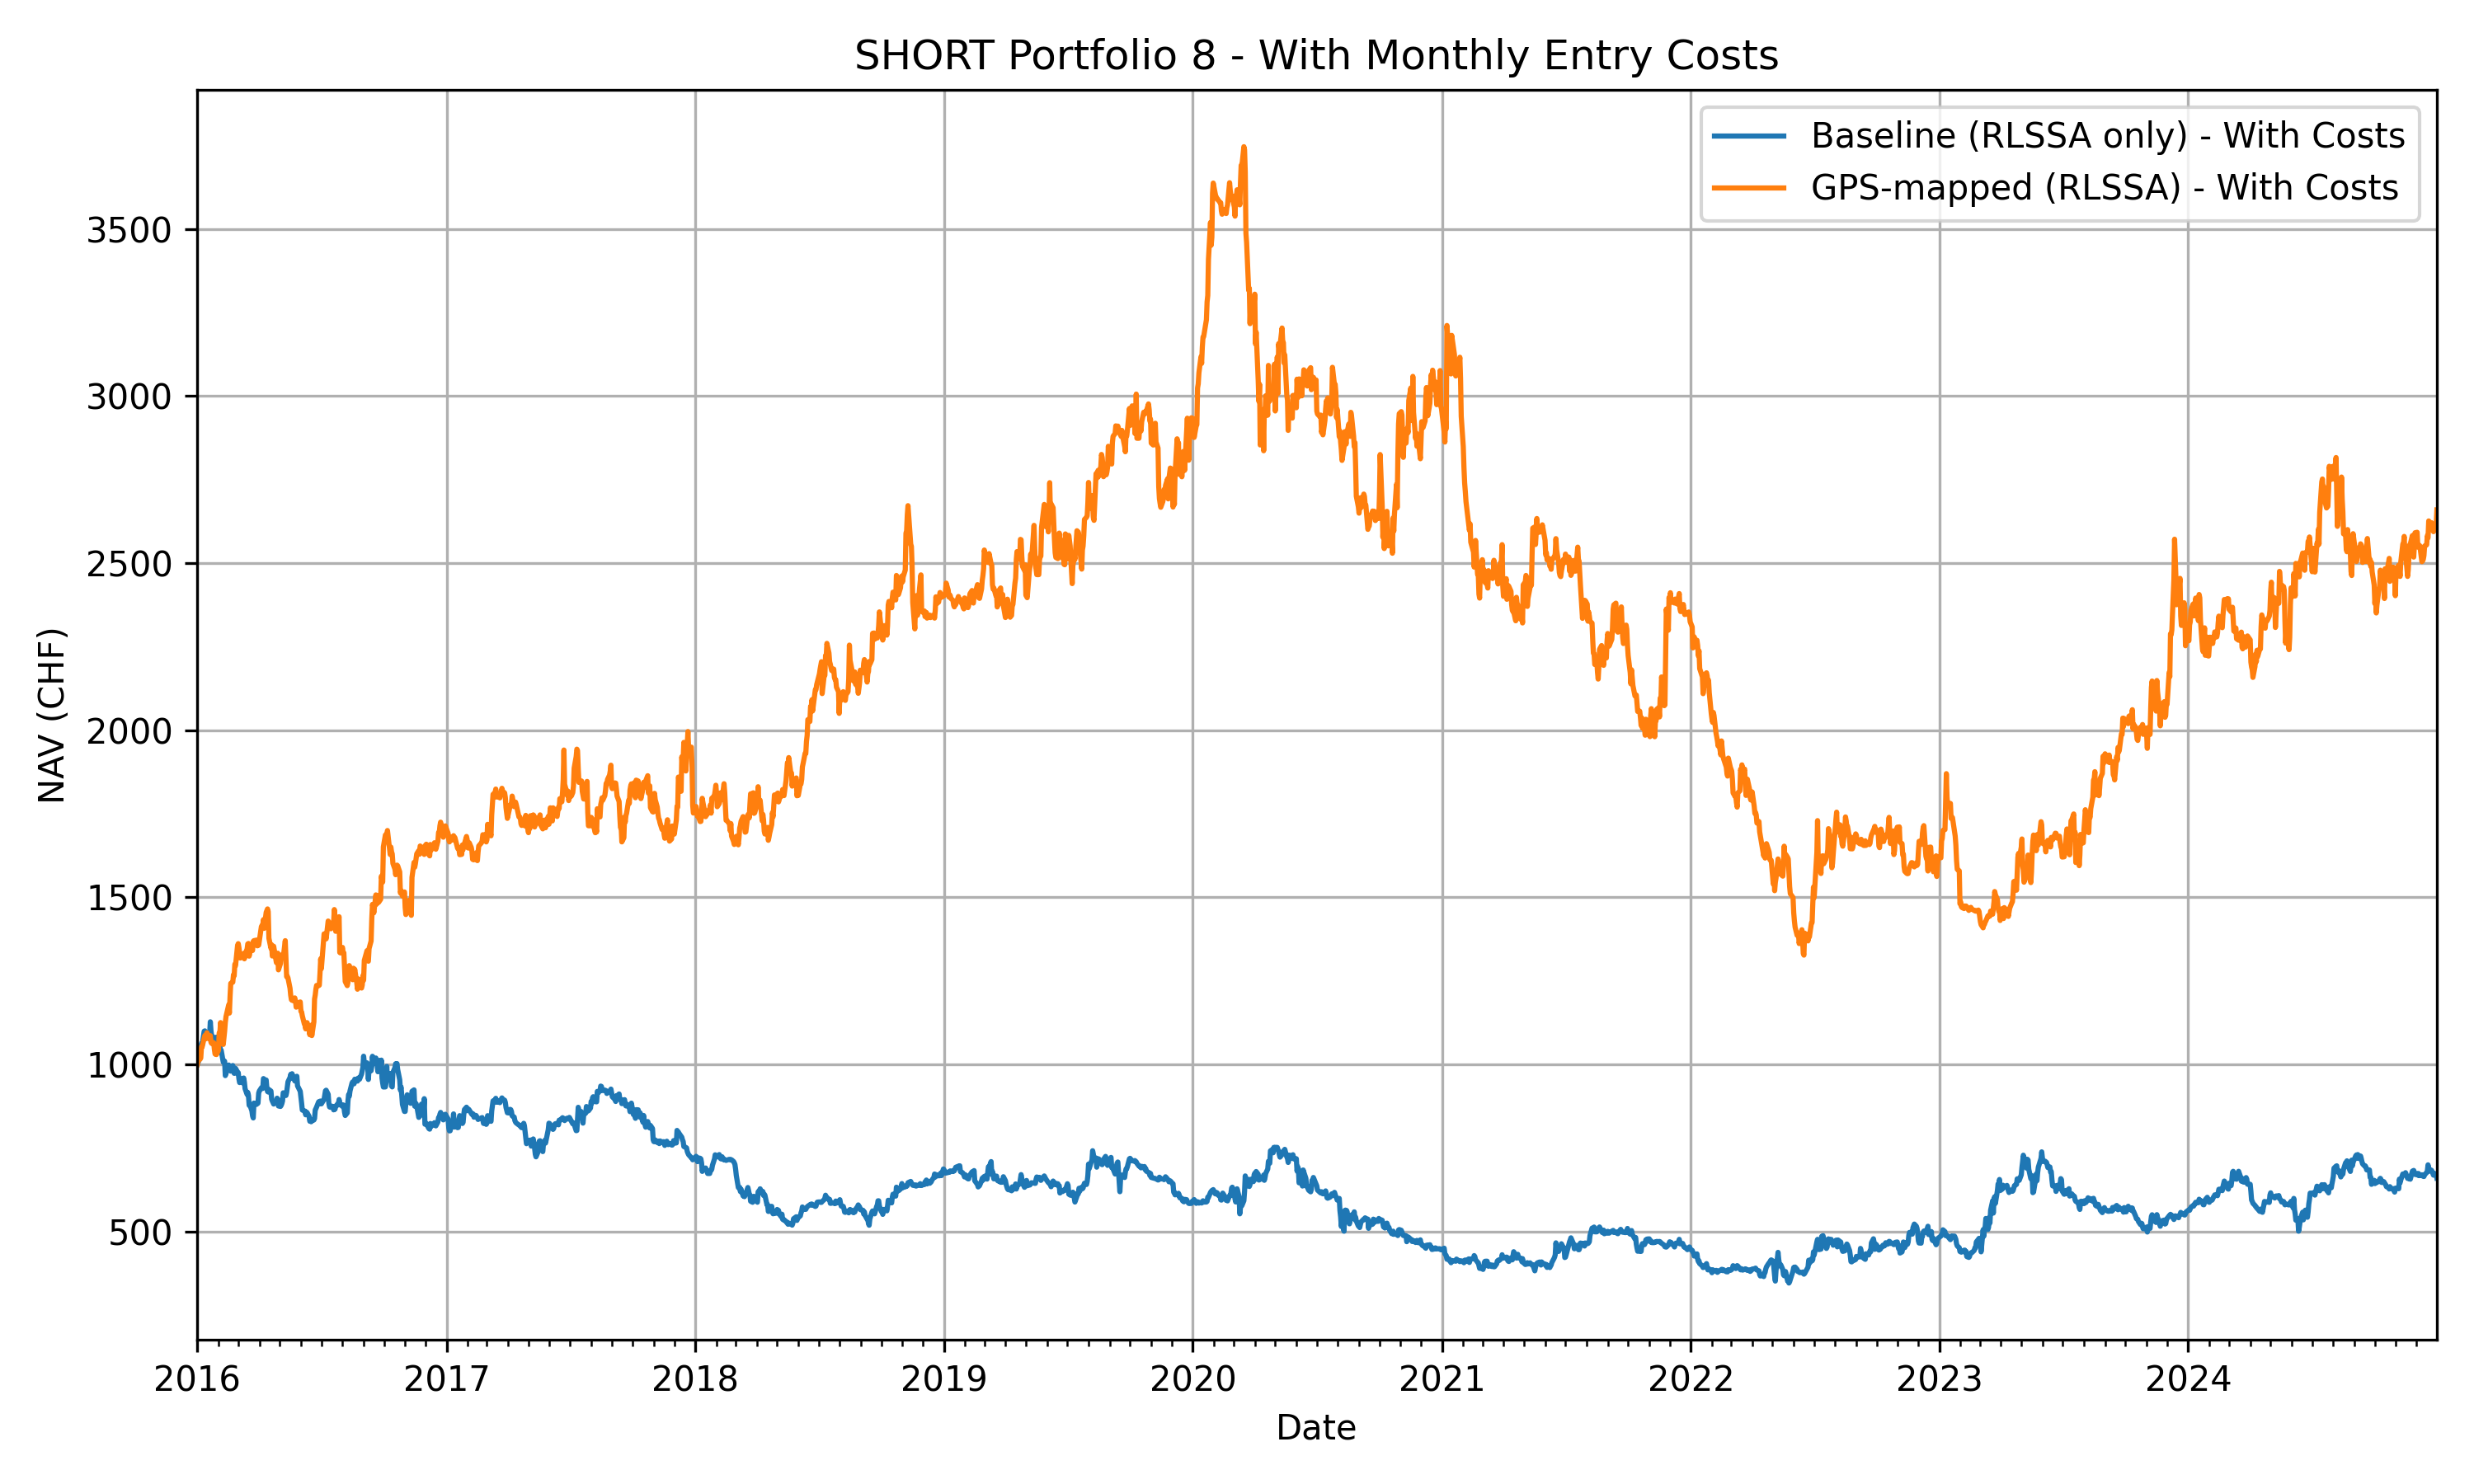 SHORT Portfolio 8 - With Monthly Entry Costs
Baseline (RLSSA only) - With Costs
GPS-mapped (RLSSA) - With Costs
NAV (CHF)
3500
3000
2500
2000
1500
1000
500
2016 2017 2018 2019 2020 2021 2022 2023 2024
Date